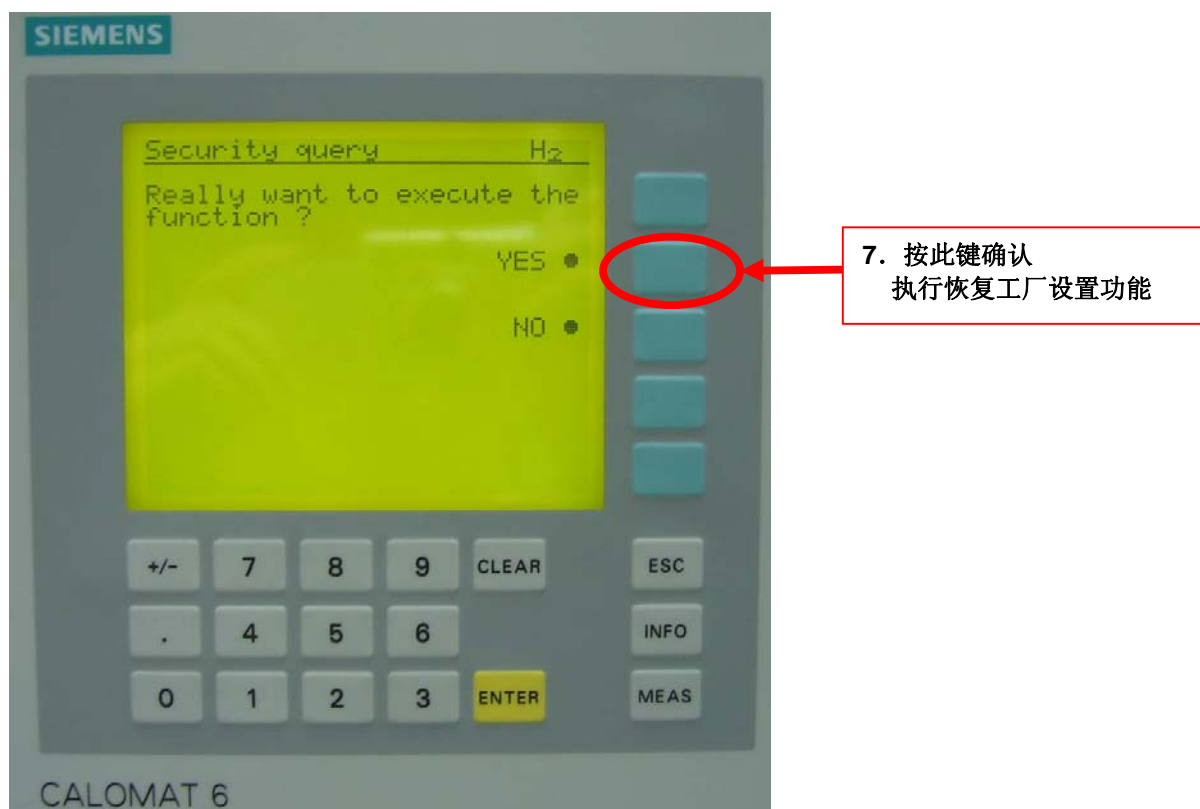 SIEMENS
Security query H₂
Really want to execute the
function ?
YES
NO
7. 按此键确认
执行恢复工厂设置功能
+/- 7 8 9 CLEAR ESC
. 4 5 6 INFO
0 1 2 3 ENTER MEAS
CALOMAT 6